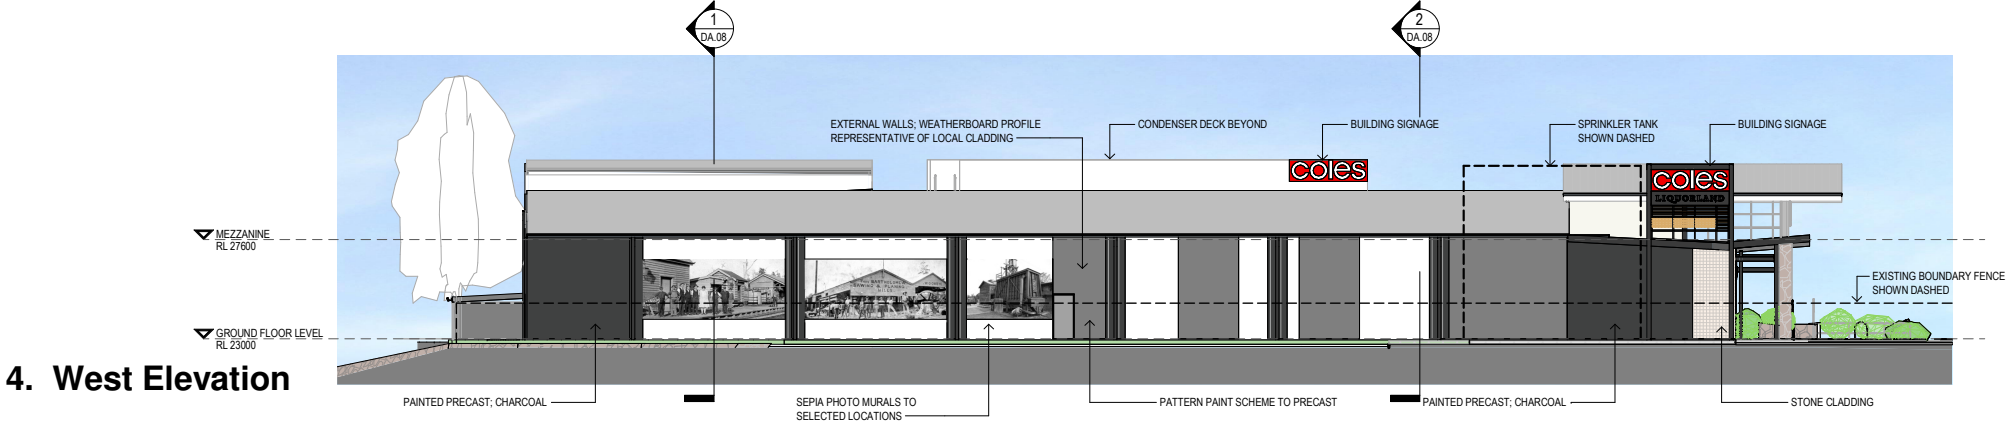 1
DA.08
2
DA.08
EXTERNAL WALLS; WEATHERBOARD PROFILE
REPRESENTATIVE OF LOCAL CLADDING
CONDENSER DECK BEYOND
BUILDING SIGNAGE
SPRINKLER TANK
SHOWN DASHED
BUILDING SIGNAGE
coles
coles
LIQUORLAND
MEZZANINE
RL 27600
EXISTING BOUNDARY FENCE
SHOWN DASHED
GROUND FLOOR LEVEL
RL 23000
4. West Elevation
PAINTED PRECAST; CHARCOAL
SEPIA PHOTO MURALS TO
SELECTED LOCATIONS
PATTERN PAINT SCHEME TO PRECAST
PAINTED PRECAST; CHARCOAL
STONE CLADDING